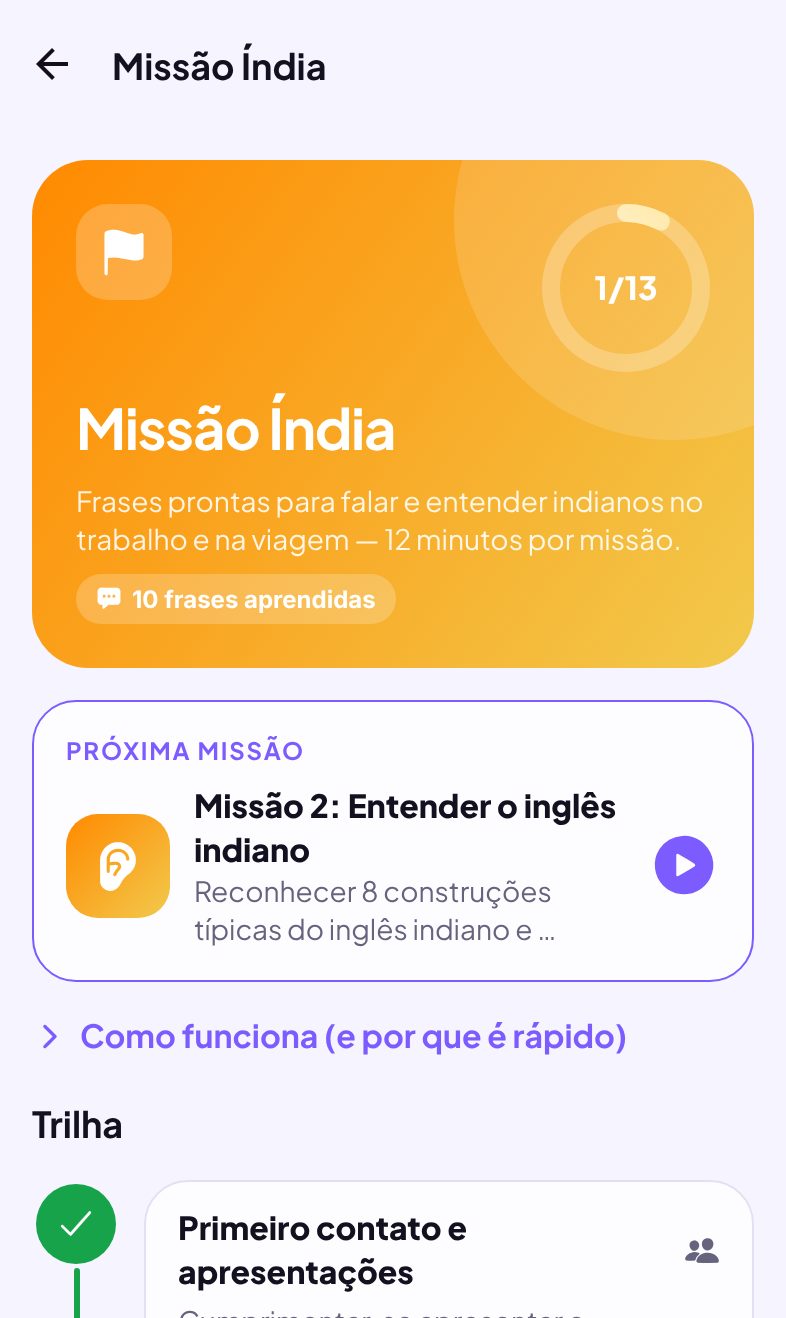 Missão Índia
1/13
Missão Índia
Frases prontas para falar e entender indianos no
trabalho e na viagem — 12 minutos por missão.
10 frases aprendidas
PRÓXIMA MISSÃO
Missão 2: Entender o inglês
indiano
Reconhecer 8 construções
típicas do inglês indiano e ...
Como funciona (e por que é rápido)
Trilha
Primeiro contato e
apresentações